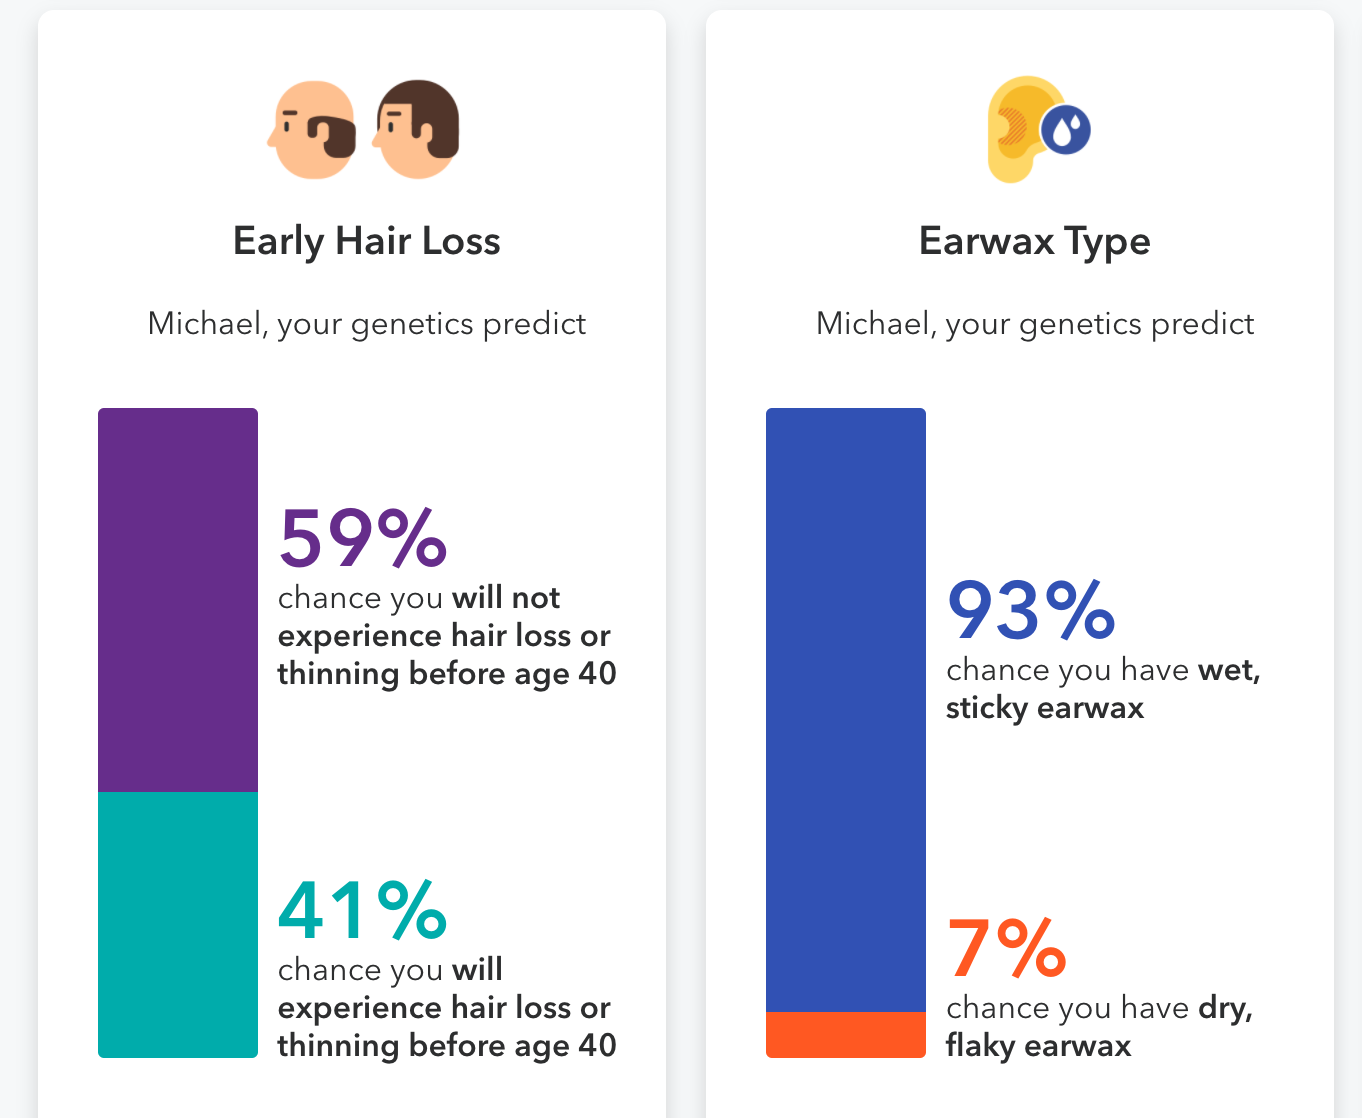 Early Hair Loss
Michael, your genetics predict
59%
chance you will not
experience hair loss or
thinning before age 40
41%
chance you will
experience hair loss or
thinning before age 40
Earwax Type
Michael, your genetics predict
93%
chance you have wet,
sticky earwax
7%
chance you have dry,
flaky earwax